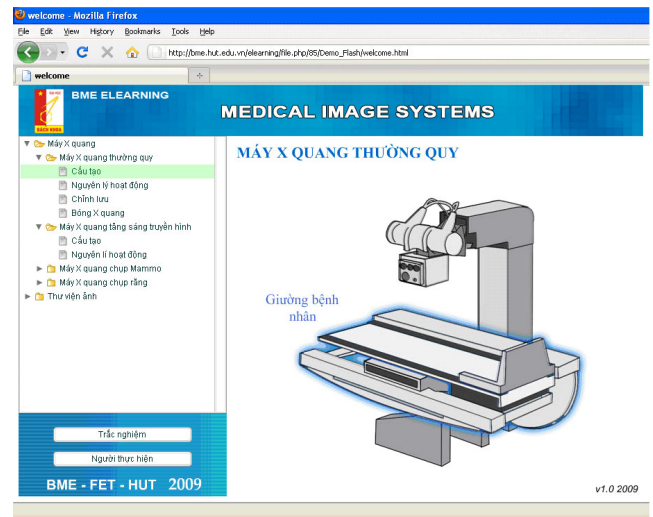 welcome - Mozilla Firefox
File Edit View History Bookmarks Tools Help
http://bme.hut.edu.vn/elearning/file.php/85/Demo_Flash/welcome.html
welcome
BÁCH KHOA
BME ELEARNING
MEDICAL IMAGE SYSTEMS
Máy X quang
Máy X quang thường quy
Cấu tạo
Nguyên lý hoạt động
Chỉnh lưu
Bóng X quang
Máy X quang tăng sáng truyền hình
Cấu tạo
Nguyên lí hoạt động
Máy X quang chụp Mammo
Máy X quang chụp răng
Thư viện ảnh
MÁY X QUANG THƯỜNG QUY
Giường bệnh
nhân
Trắc nghiệm
Người thực hiện
BME - FET - HUT 2009
v1.0 2009